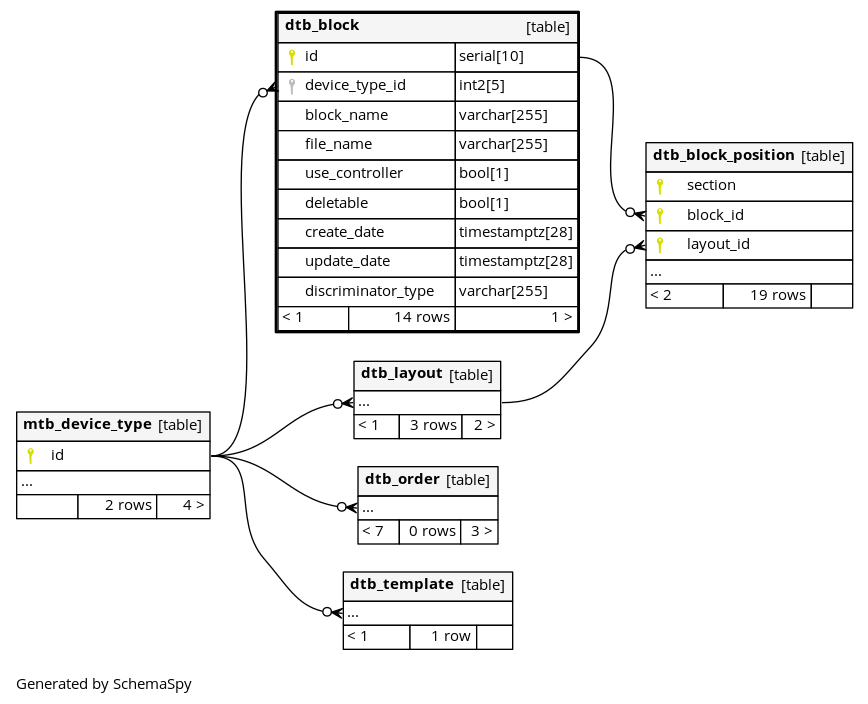 dtb_block [table]
id serial[10]
device_type_id int2[5]
block_name varchar[255]
file_name varchar[255]
use_controller bool[1]
deletable bool[1]
create_date timestamptz[28]
update_date timestamptz[28]
discriminator_type varchar[255]
< 1 14 rows 1 >
dtb_block_position [table]
section
block_id
layout_id
...
< 2 19 rows
dtb_layout [table]
...
< 1 3 rows 2 >
mtb_device_type [table]
id
...
2 rows 4 >
dtb_order [table]
...
< 7 0 rows 3 >
dtb_template [table]
...
< 1 1 row
Generated by SchemaSpy